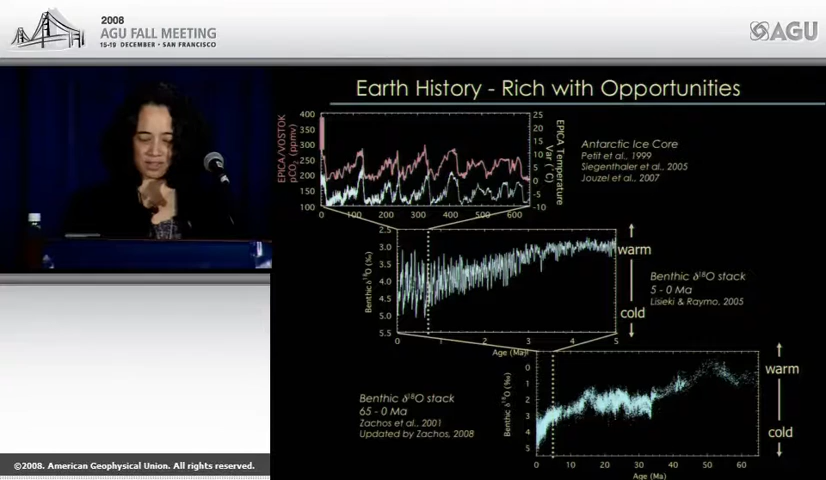 2008
AGU FALL MEETING
15-19 DECEMBER • SAN FRANCISCO
AGU
Earth History - Rich with Opportunities
EPICA/VOSTOK
pCO2 (ppmv)
400
350
300
250
200
150
100
0
100
200
300
400
500
600
25
20
15
10
5
0
-5
-10
EPICA Temperature
Var (°C)
Antarctic Ice Core
Petit et al., 1999
Siegenthaler et al., 2005
Jouzel et al., 2007
Benthic δ18O (‰)
2.5
3.0
3.5
4.0
4.5
5.0
5.5
0
1
2
3
4
5
Age (Ma)
warm
cold
Benthic δ18O stack
5 - 0 Ma
Lisieki & Raymo, 2005
Benthic δ18O stack
65 - 0 Ma
Zachos et al., 2001
Updated by Zachos, 2008
Benthic δ18O (‰)
0
1
2
3
4
5
0
10
20
30
40
50
60
Age (Ma)
warm
cold
©2008. American Geophysical Union. All rights reserved.